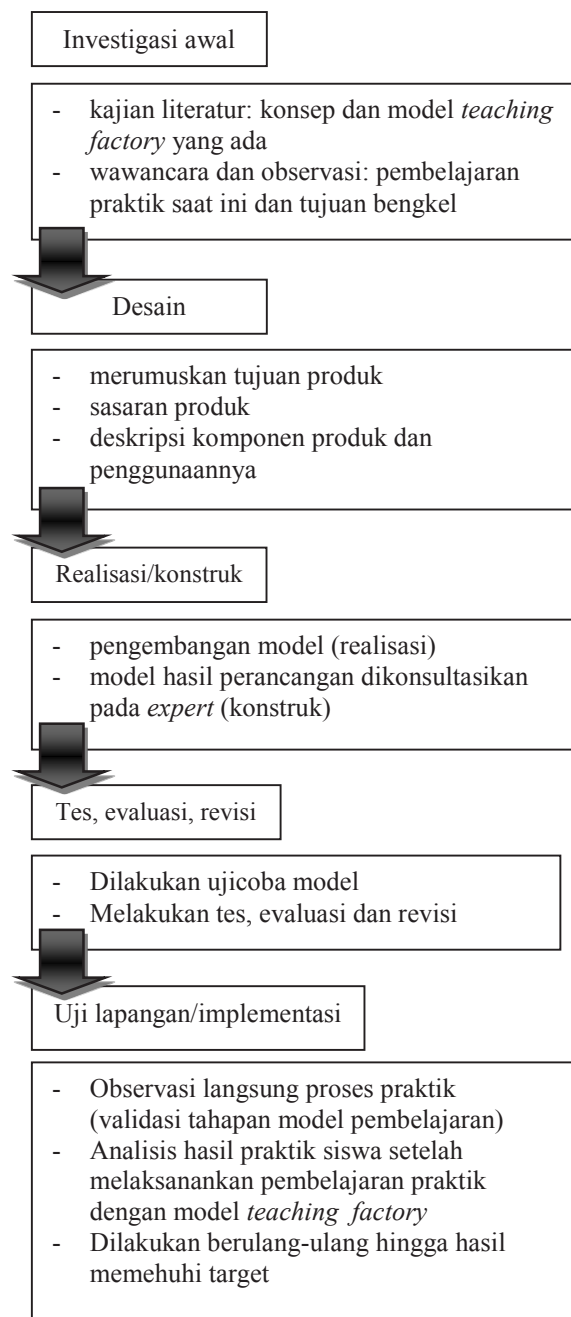 Investigasi awal
- kajian literatur: konsep dan model teaching
factory yang ada
- wawancara dan observasi: pembelajaran
praktik saat ini dan tujuan bengkel
Desain
- merumuskan tujuan produk
- sasaran produk
- deskripsi komponen produk dan
penggunaannya
Realisasi/konstruk
- pengembangan model (realisasi)
- model hasil perancangan dikonsultasikan
pada expert (konstruk)
Tes, evaluasi, revisi
- Dilakukan ujicoba model
- Melakukan tes, evaluasi dan revisi
Uji lapangan/implementasi
- Observasi langsung proses praktik
(validasi tahapan model pembelajaran)
- Analisis hasil praktik siswa setelah
melaksanankan pembelajaran praktik
dengan model teaching factory
- Dilakukan berulang-ulang hingga hasil
memehuhi target